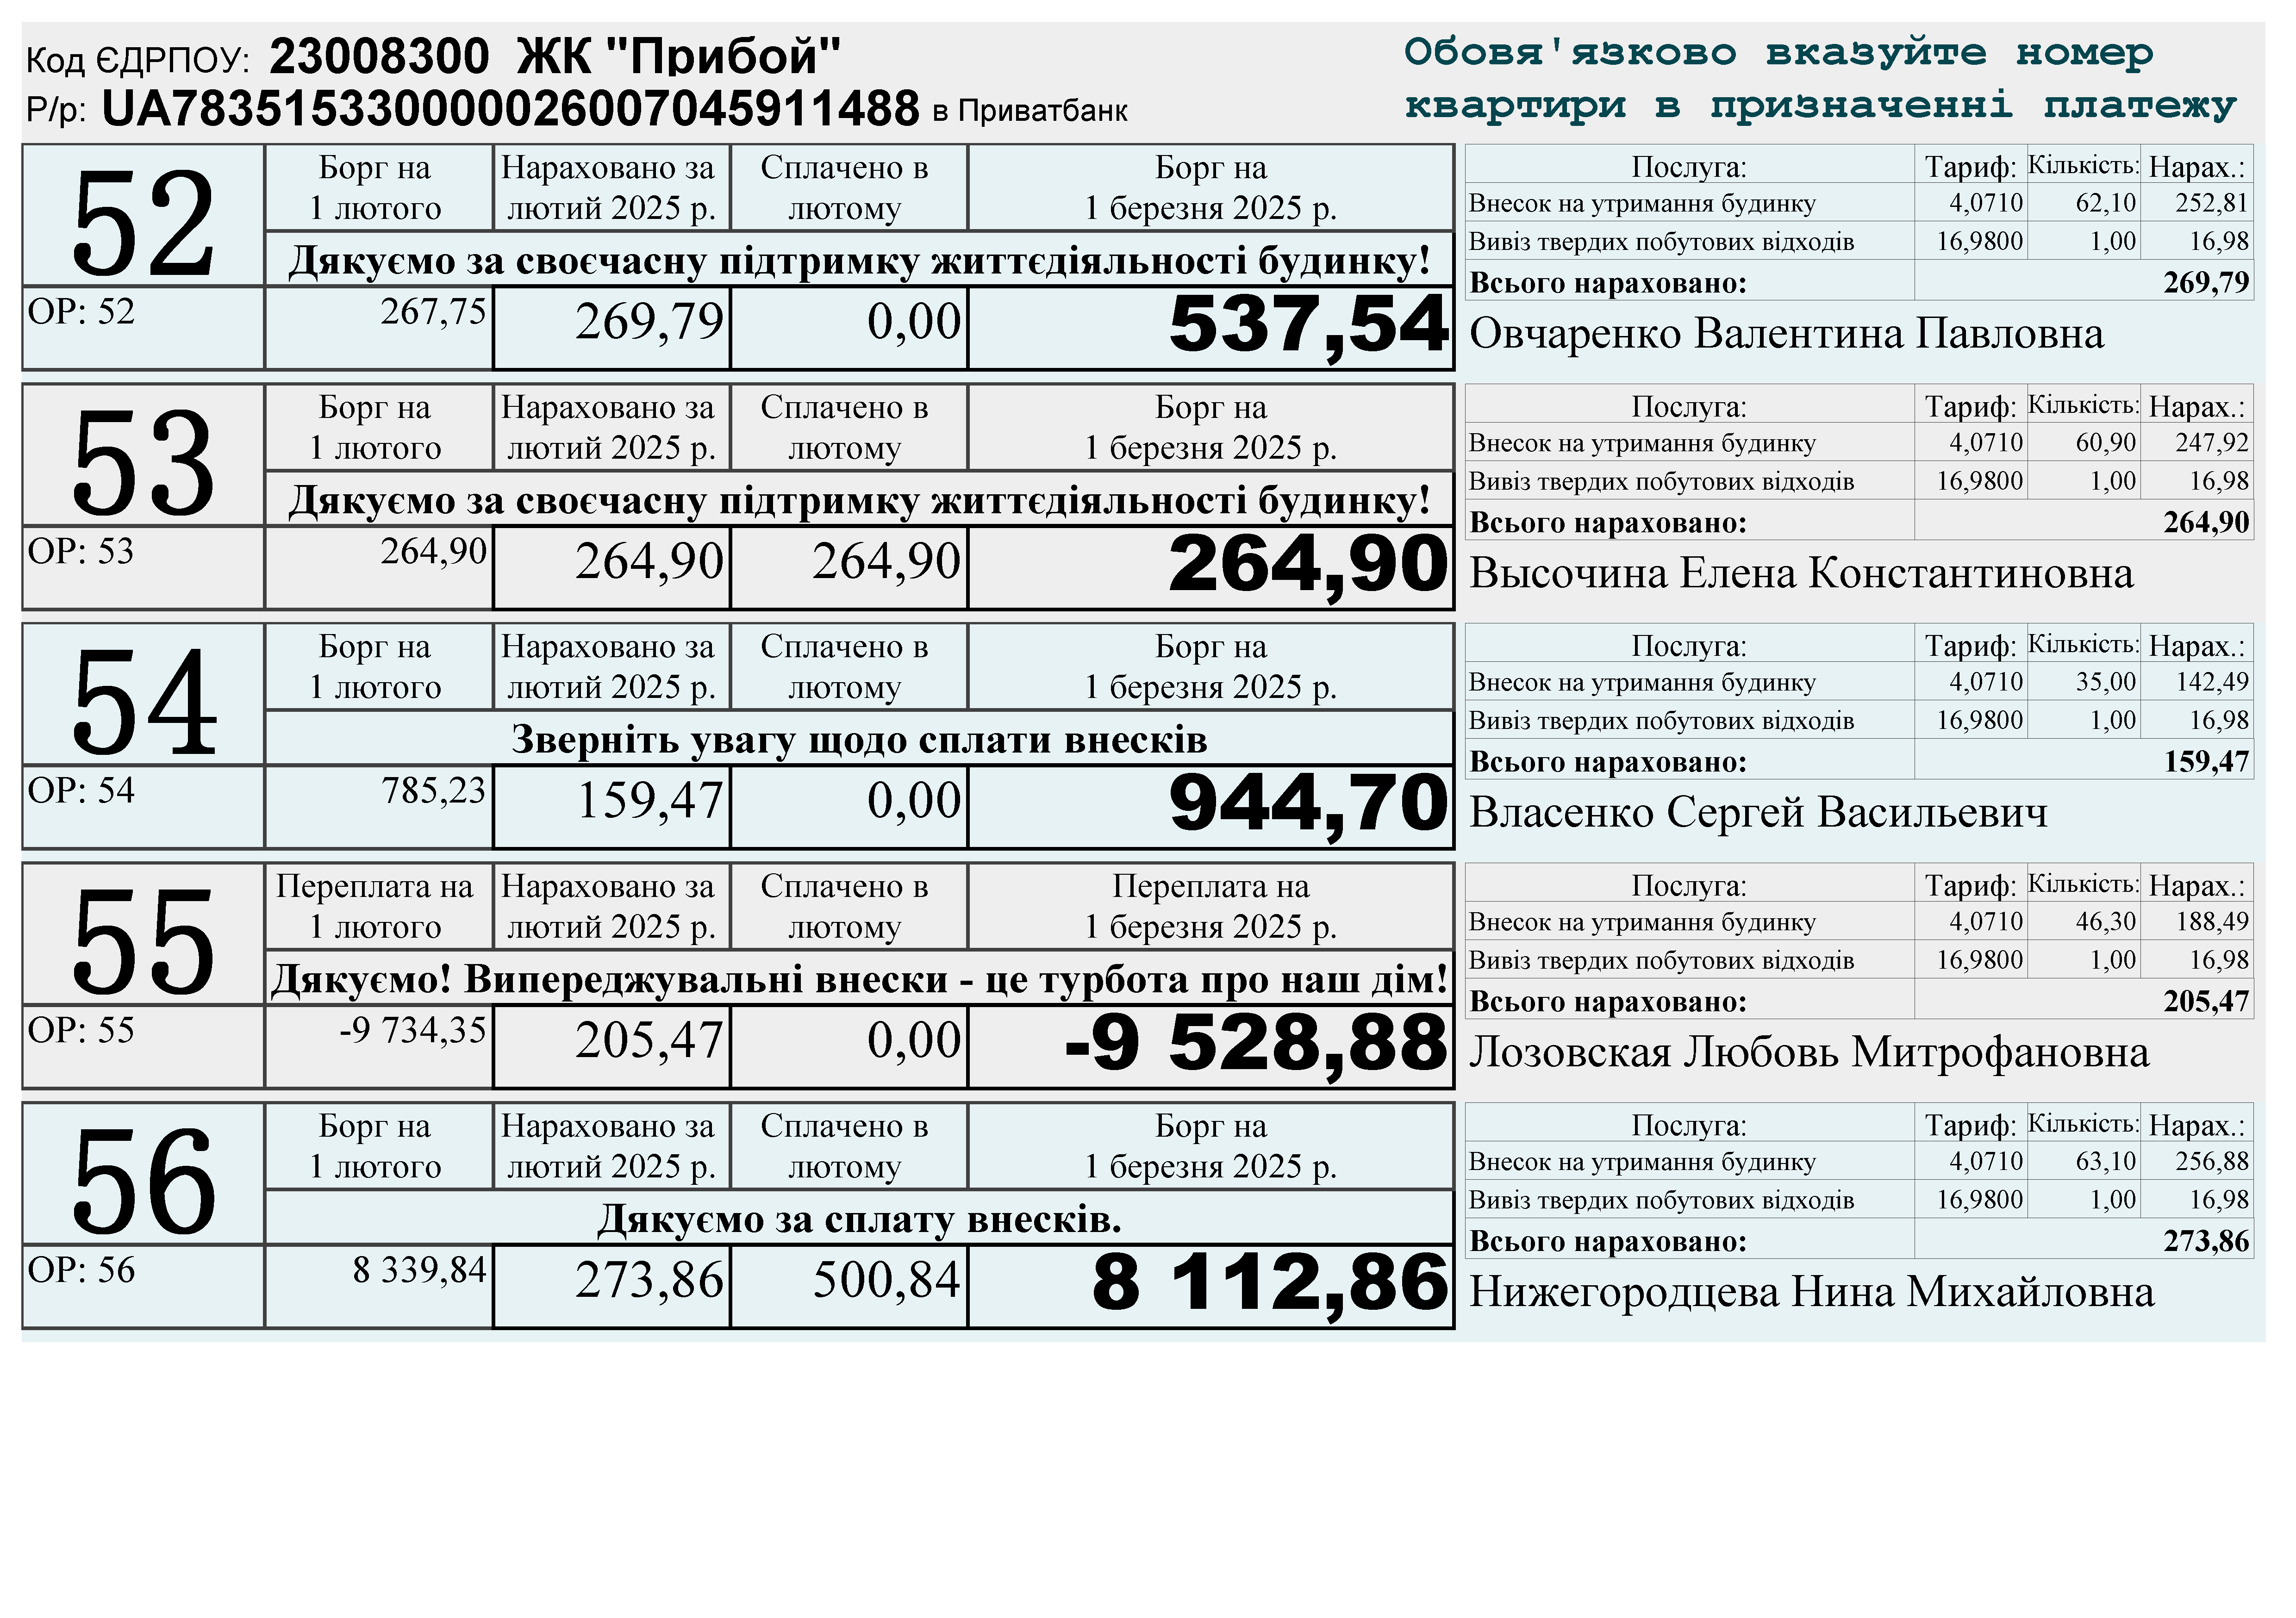 Код ЄДРПОУ: 23008300 ЖК "Прибой"
Р/р: UA783515330000026007045911488 в Приватбанк
Обовя'язково вказуйте номер
квартири в призначенні платежу
52 Борг на 1 лютого Нараховано за лютий 2025 р. Сплачено в лютому Борг на 1 березня 2025 р.
Дякуємо за своєчасну підтримку життєдіяльності будинку!
ОР: 52 267,75 269,79 0,00 537,54
Послуга: Тариф: Кількість: Нарах.:
Внесок на утримання будинку 4,0710 62,10 252,81
Вивіз твердих побутових відходів 16,9800 1,00 16,98
Всього нараховано: 269,79
Овчаренко Валентина Павловна
53 Борг на 1 лютого Нараховано за лютий 2025 р. Сплачено в лютому Борг на 1 березня 2025 р.
Дякуємо за своєчасну підтримку життєдіяльності будинку!
ОР: 53 264,90 264,90 264,90 264,90
Послуга: Тариф: Кількість: Нарах.:
Внесок на утримання будинку 4,0710 60,90 247,92
Вивіз твердих побутових відходів 16,9800 1,00 16,98
Всього нараховано: 264,90
Высочина Елена Константиновна
54 Борг на 1 лютого Нараховано за лютий 2025 р. Сплачено в лютому Борг на 1 березня 2025 р.
Зверніть увагу щодо сплати внесків
ОР: 54 785,23 159,47 0,00 944,70
Послуга: Тариф: Кількість: Нарах.:
Внесок на утримання будинку 4,0710 35,00 142,49
Вивіз твердих побутових відходів 16,9800 1,00 16,98
Всього нараховано: 159,47
Власенко Сергей Васильевич
55 Переплата на 1 лютого Нараховано за лютий 2025 р. Сплачено в лютому Переплата на 1 березня 2025 р.
Дякуємо! Випереджувальні внески - це турбота про наш дім!
ОР: 55 -9 734,35 205,47 0,00 -9 528,88
Послуга: Тариф: Кількість: Нарах.:
Внесок на утримання будинку 4,0710 46,30 188,49
Вивіз твердих побутових відходів 16,9800 1,00 16,98
Всього нараховано: 205,47
Лозовская Любовь Митрофановна
56 Борг на 1 лютого Нараховано за лютий 2025 р. Сплачено в лютому Борг на 1 березня 2025 р.
Дякуємо за сплату внесків.
ОР: 56 8 339,84 273,86 500,84 8 112,86
Послуга: Тариф: Кількість: Нарах.:
Внесок на утримання будинку 4,0710 63,10 256,88
Вивіз твердих побутових відходів 16,9800 1,00 16,98
Всього нараховано: 273,86
Нижегородцева Нина Михайловна